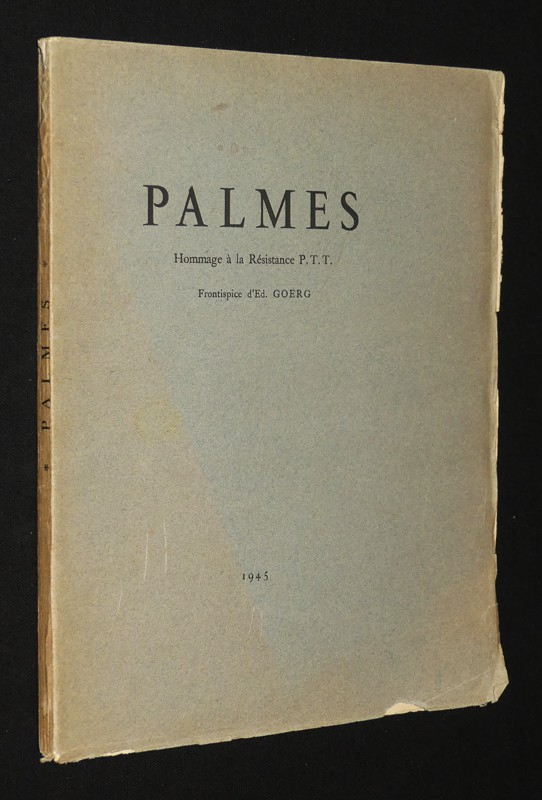 PALMES
Hommage à la Résistance P.T.T.
Frontispice d'Ed. GOERG
1945
* PALMES *